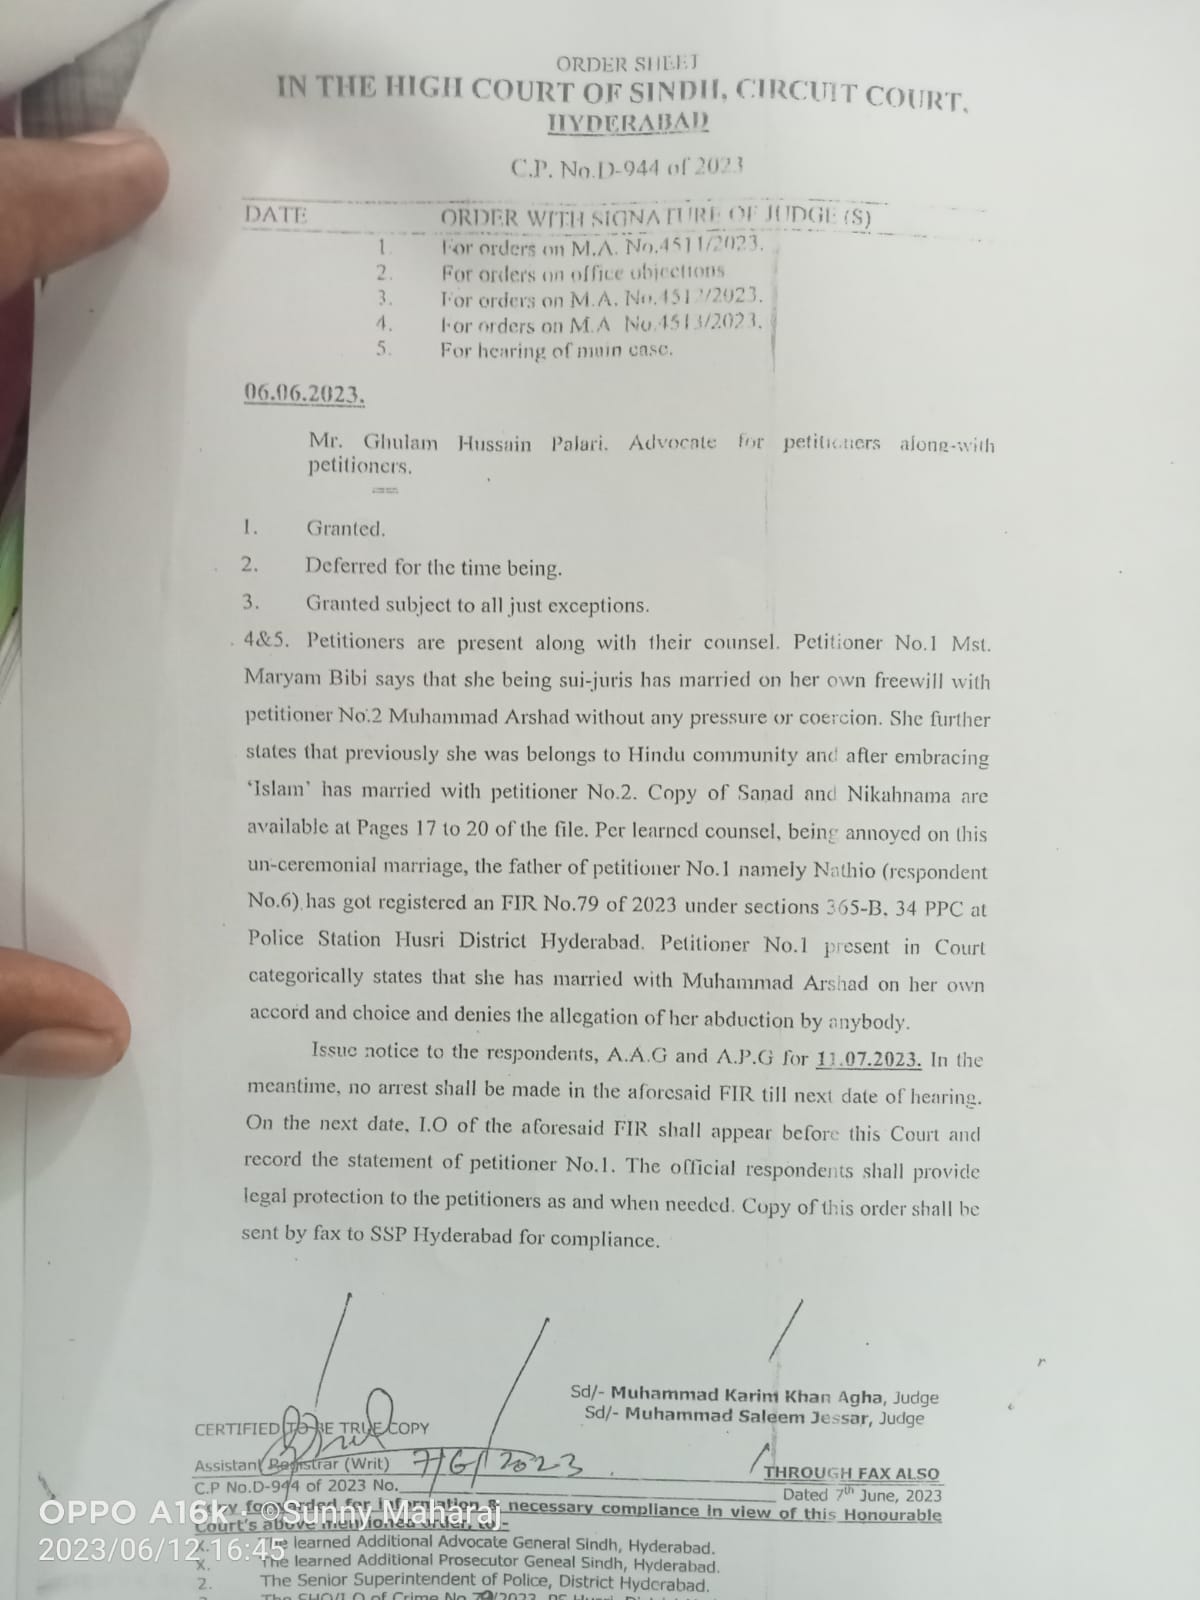 ORDER SHEET
IN THE HIGH COURT OF SINDH, CIRCUIT COURT,
HYDERABAD
C.P. No.D-944 of 2023
DATE ORDER WITH SIGNATURE OF JUDGE (S)
1. For orders on M.A. No.4511/2023.
2. For orders on office objections
3. For orders on M.A. No.4512/2023.
4. For orders on M.A No.4513/2023.
5. For hearing of main case.
06.06.2023.
Mr. Ghulam Hussain Palari. Advocate for petitioners along-with
petitioners.
1. Granted.
2. Deferred for the time being.
3. Granted subject to all just exceptions.
4&5. Petitioners are present along with their counsel. Petitioner No.1 Mst.
Maryam Bibi says that she being sui-juris has married on her own freewill with
petitioner No.2 Muhammad Arshad without any pressure or coercion. She further
states that previously she was belongs to Hindu community and after embracing
'Islam' has married with petitioner No.2. Copy of Sanad and Nikahnama are
available at Pages 17 to 20 of the file. Per learned counsel, being annoyed on this
un-ceremonial marriage, the father of petitioner No.1 namely Nathio (respondent
No.6) has got registered an FIR No.79 of 2023 under sections 365-B, 34 PPC at
Police Station Husri District Hyderabad. Petitioner No.1 present in Court
categorically states that she has married with Muhammad Arshad on her own
accord and choice and denies the allegation of her abduction by anybody.
Issue notice to the respondents, A.A.G and A.P.G for 11.07.2023. In the
meantime, no arrest shall be made in the aforesaid FIR till next date of hearing.
On the next date, I.O of the aforesaid FIR shall appear before this Court and
record the statement of petitioner No.1. The official respondents shall provide
legal protection to the petitioners as and when needed. Copy of this order shall be
sent by fax to SSP Hyderabad for compliance.
Sd/- Muhammad Karim Khan Agha, Judge
Sd/- Muhammad Saleem Jessar, Judge
CERTIFIED TO BE TRUE COPY
Assistant Registrar (Writ) 7/6/2023
THROUGH FAX ALSO
C.P No.D-944 of 2023 No. Dated 7th June, 2023
Copy forwarded for information & necessary compliance in view of this Honourable
Court's above mentioned order, to:-
X. The learned Additional Advocate General Sindh, Hyderabad.
X. The learned Additional Prosecutor Geneal Sindh, Hyderabad.
2. The Senior Superintendent of Police, District Hyderabad.
The SHO/I.O of Crime No.79/2023, PS
OPPO A16k · ©Sunny Maharaj
2023/06/12 16:45